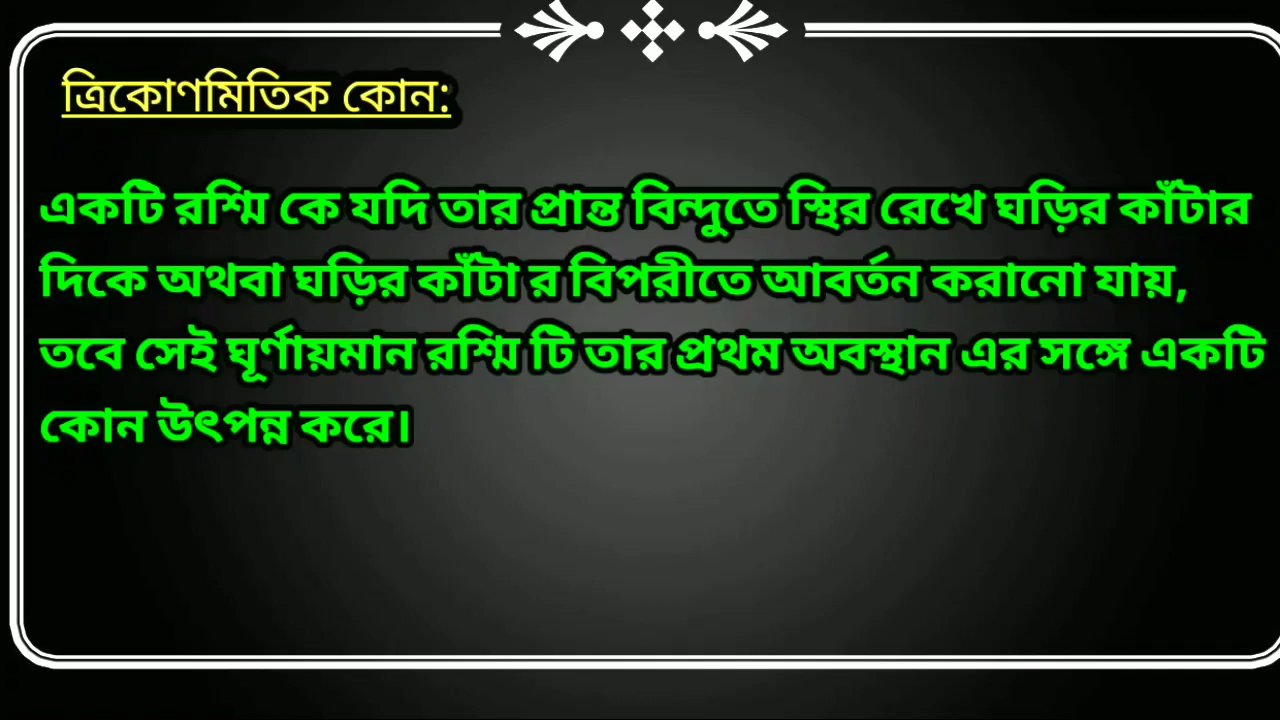 ত্রিকোণমিতিক কোন:
একটি রশ্মি কে যদি তার প্রান্ত বিন্দুতে স্থির রেখে ঘড়ির কাঁটার
দিকে অথবা ঘড়ির কাঁটা র বিপরীতে আবর্তন করানো যায়,
তবে সেই ঘূর্ণায়মান রশ্মি টি তার প্রথম অবস্থান এর সঙ্গে একটি
কোন উৎপন্ন করে।